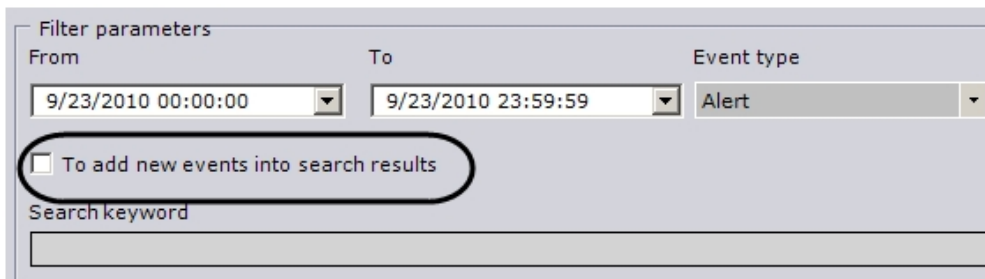 Filter parameters
From To Event type
9/23/2010 00:00:00 9/23/2010 23:59:59 Alert
To add new events into search results
Search keyword